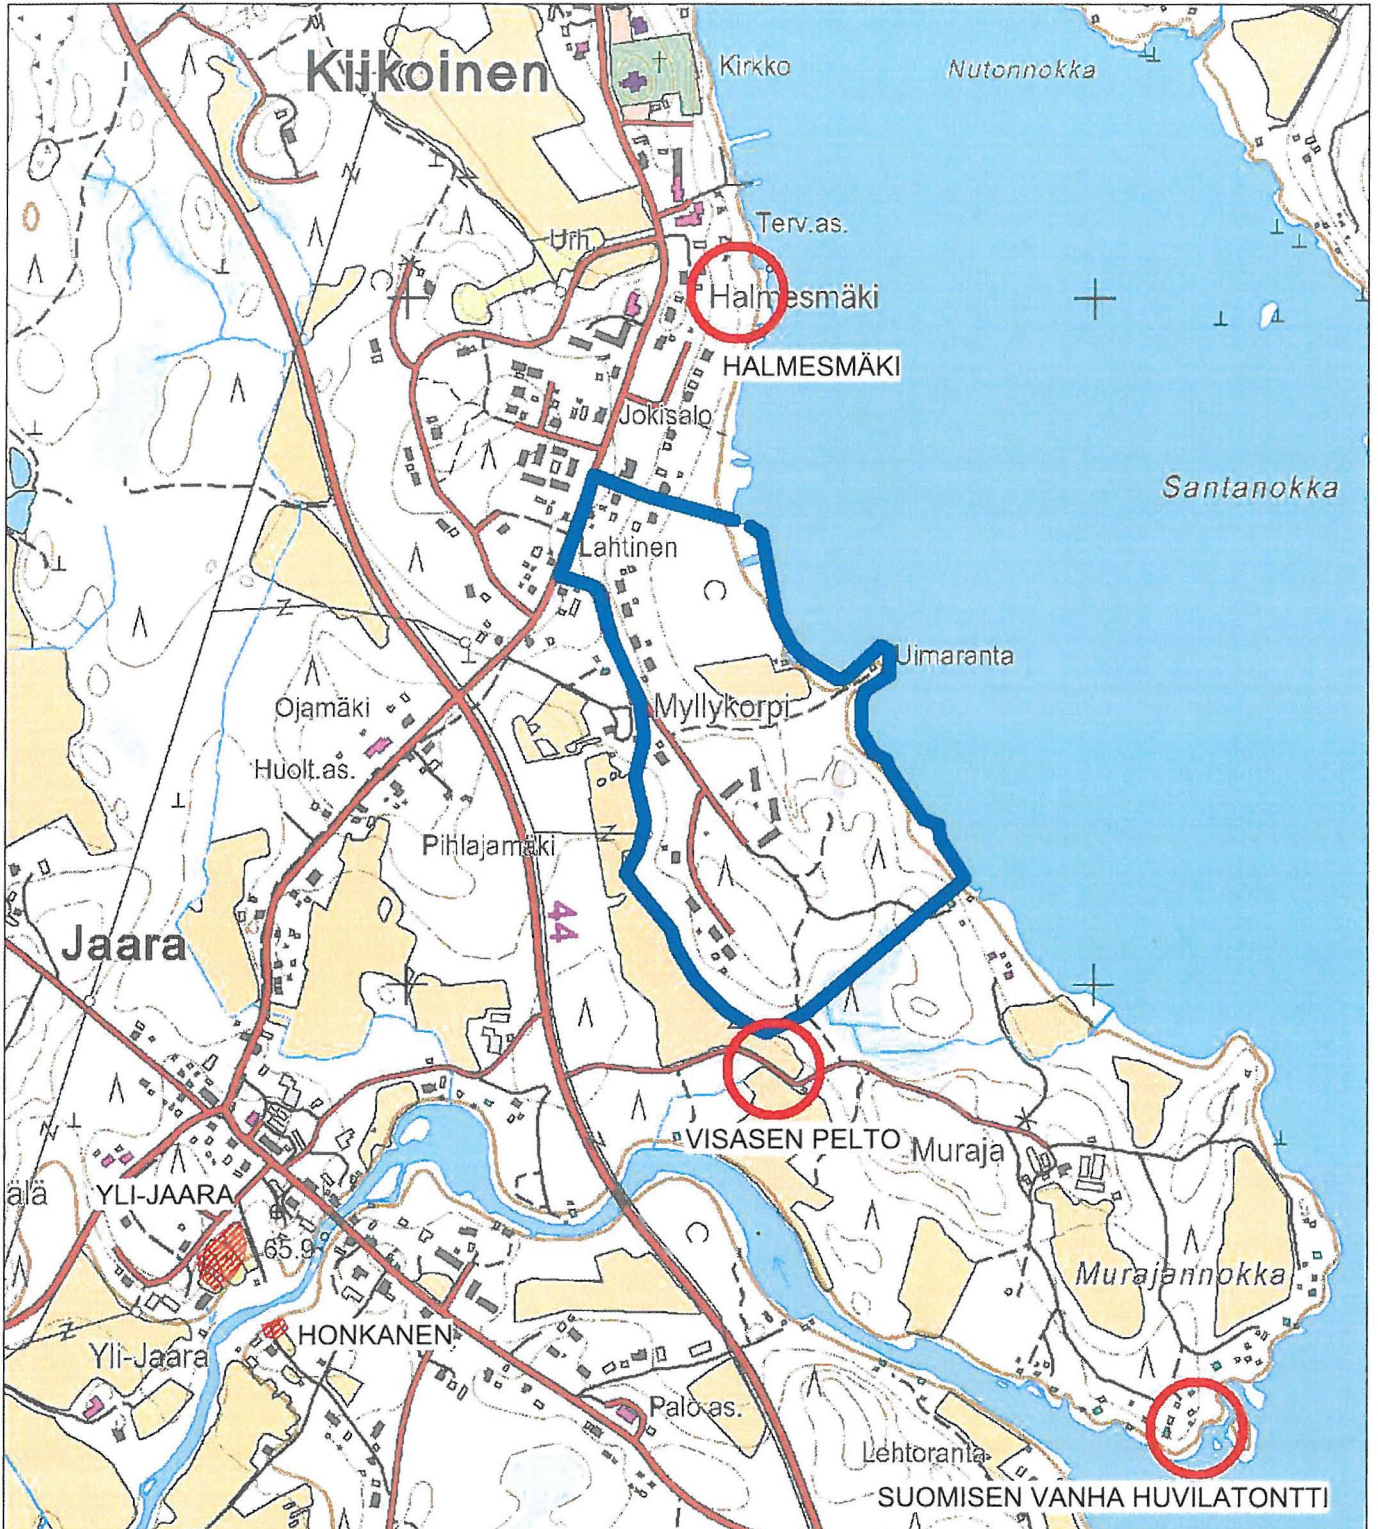 Kiikoinen
Kirkko
Nutonnokka
Terv.as.
Urh.
Halmesmäki
HALMESMÄKI
Jokisalo
Santanokka
Lahtinen
Uimaranta
Ojamäki
Myllykorpi
Huolt.as.
Pihlajamäki
44
Jaara
VISASEN PELTO
Muraja
älä
YLI-JAARA
65.9
Murajannokka
HONKANEN
Yli-Jaara
Palo as.
Lehtoranta
SUOMISEN VANHA HUVILATONTTI